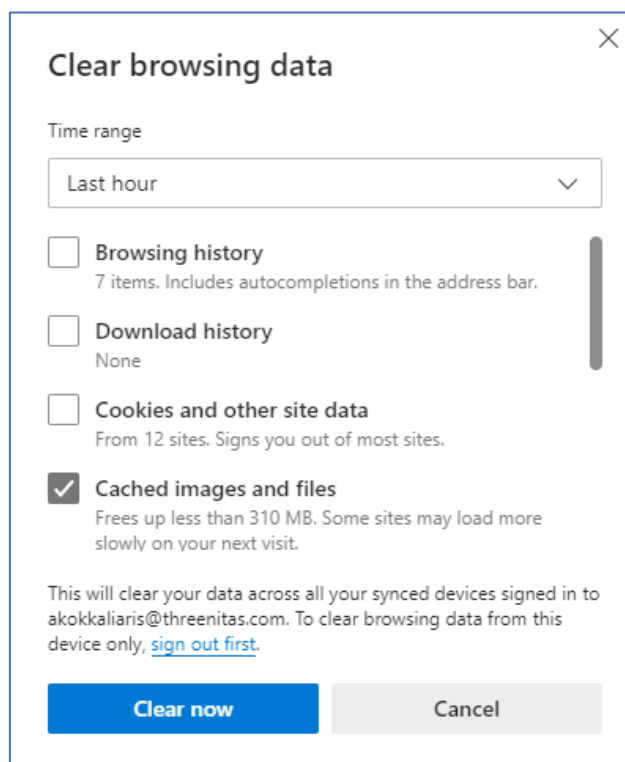 Clear browsing data
Time range
Last hour
Browsing history
7 items. Includes autocompletions in the address bar.
Download history
None
Cookies and other site data
From 12 sites. Signs you out of most sites.
Cached images and files
Frees up less than 310 MB. Some sites may load more
slowly on your next visit.
This will clear your data across all your synced devices signed in to
akokkaliaris@threenitas.com. To clear browsing data from this
device only, sign out first.
Clear now
Cancel